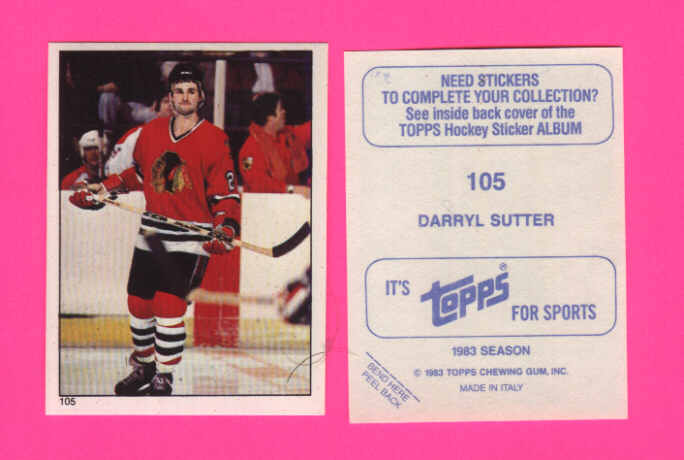 105
2
NEED STICKERS
TO COMPLETE YOUR COLLECTION?
See inside back cover of the
TOPPS Hockey Sticker ALBUM
105
DARRYL SUTTER
IT'S topps® FOR SPORTS
1983 SEASON
© 1983 TOPPS CHEWING GUM, INC.
MADE IN ITALY
BEND HERE
PEEL BACK